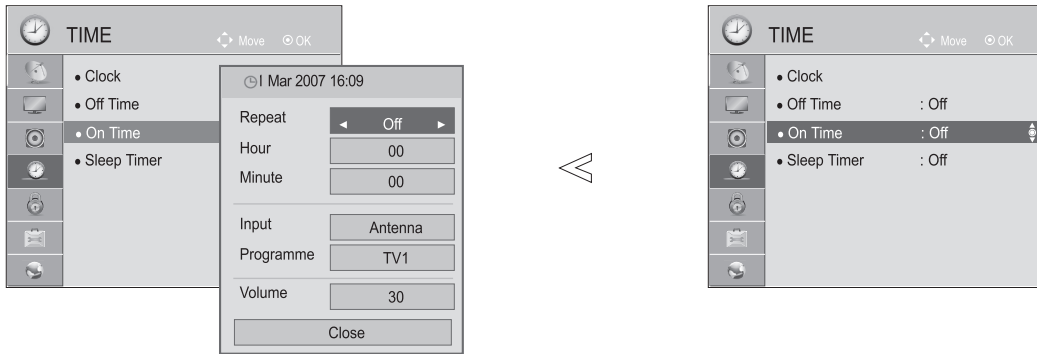 TIME
Move OK
Clock
Off Time
On Time
Sleep Timer
I Mar 2007 16:09
Repeat ◄ Off ►
Hour 00
Minute 00
Input Antenna
Programme TV1
Volume 30
Close
TIME
Move OK
Clock
Off Time : Off
On Time : Off
Sleep Timer : Off